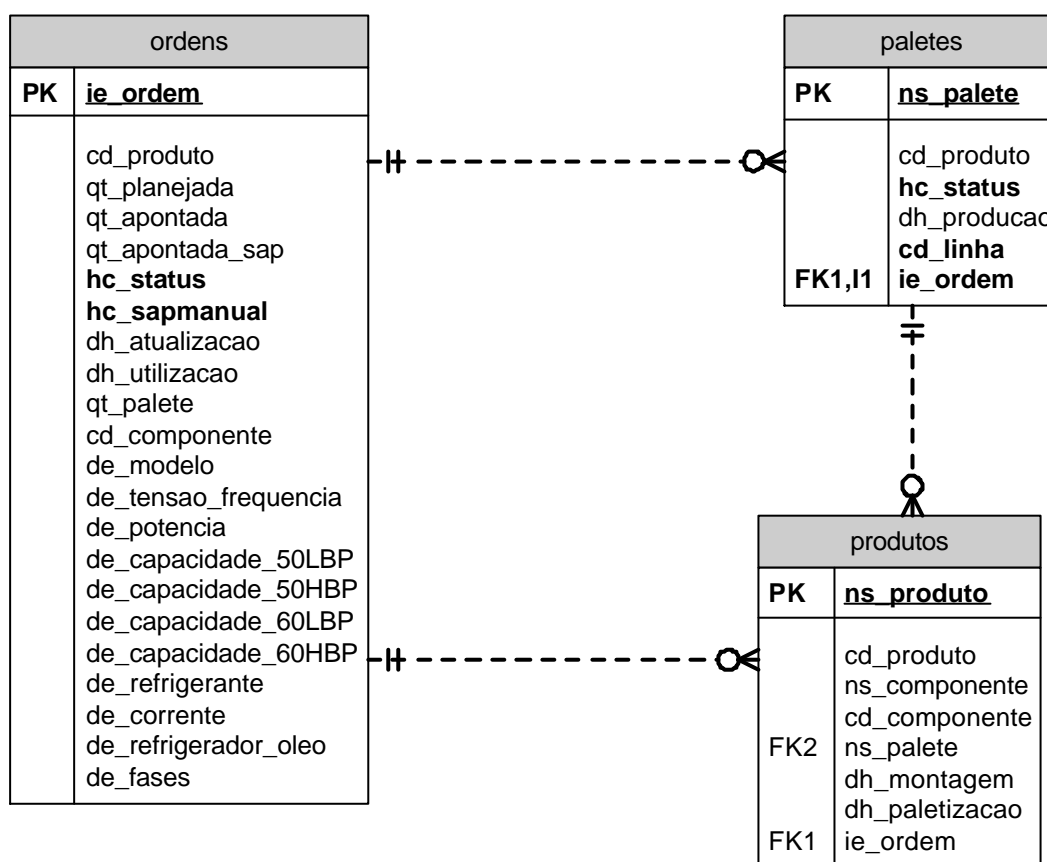 ordens
PK ie_ordem
cd_produto
qt_planejada
qt_apontada
qt_apontada_sap
hc_status
hc_sapmanual
dh_atualizacao
dh_utilizacao
qt_palete
cd_componente
de_modelo
de_tensao_frequencia
de_potencia
de_capacidade_50LBP
de_capacidade_50HBP
de_capacidade_60LBP
de_capacidade_60HBP
de_refrigerante
de_corrente
de_refrigerador_oleo
de_fases
paletes
PK ns_palete
cd_produto
hc_status
dh_producao
cd_linha
FK1,I1 ie_ordem
produtos
PK ns_produto
cd_produto
ns_componente
cd_componente
FK2 ns_palete
dh_montagem
dh_paletizacao
FK1 ie_ordem